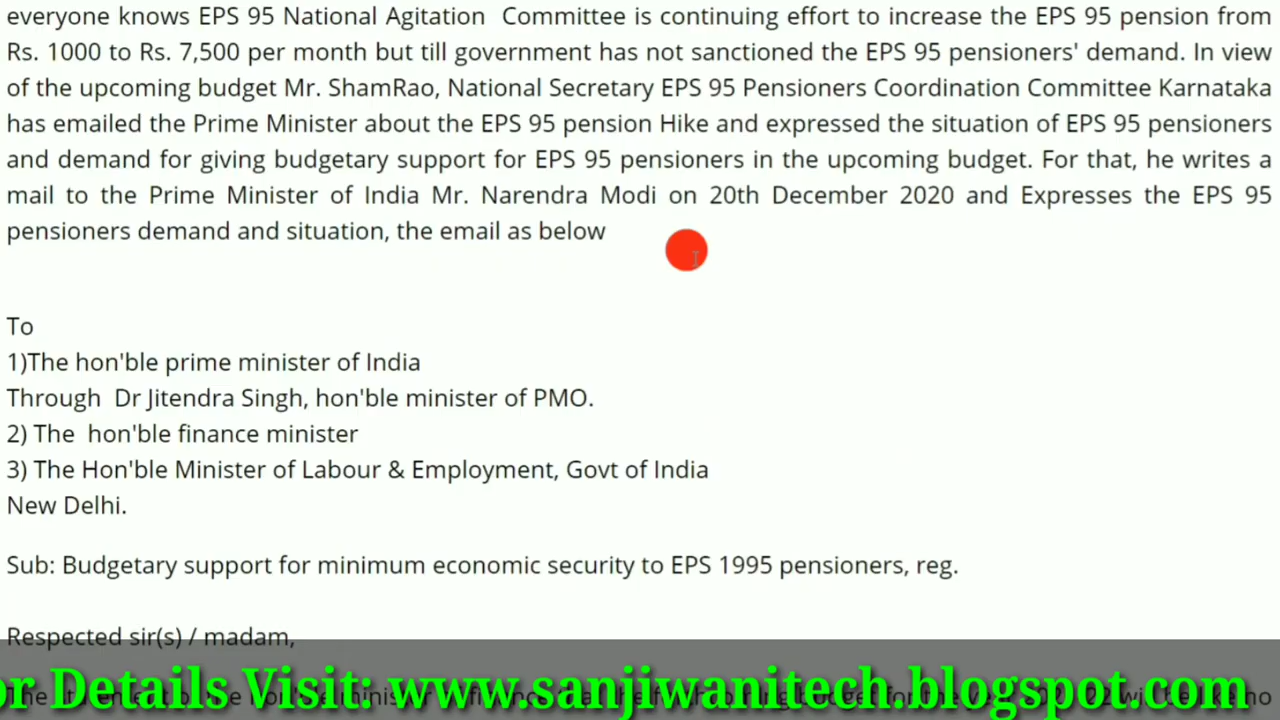 everyone knows EPS 95 National Agitation Committee is continuing effort to increase the EPS 95 pension from
Rs. 1000 to Rs. 7,500 per month but till government has not sanctioned the EPS 95 pensioners' demand. In view
of the upcoming budget Mr. ShamRao, National Secretary EPS 95 Pensioners Coordination Committee Karnataka
has emailed the Prime Minister about the EPS 95 pension Hike and expressed the situation of EPS 95 pensioners
and demand for giving budgetary support for EPS 95 pensioners in the upcoming budget. For that, he writes a
mail to the Prime Minister of India Mr. Narendra Modi on 20th December 2020 and Expresses the EPS 95
pensioners demand and situation, the email as below
To
1)The hon'ble prime minister of India
Through Dr Jitendra Singh, hon'ble minister of PMO.
2) The hon'ble finance minister
3) The Hon'ble Minister of Labour & Employment, Govt of India
New Delhi.
Sub: Budgetary support for minimum economic security to EPS 1995 pensioners, reg.
Respected sir(s) / madam,
or Details Visit: www.sanjiwanitech.blogspot.com